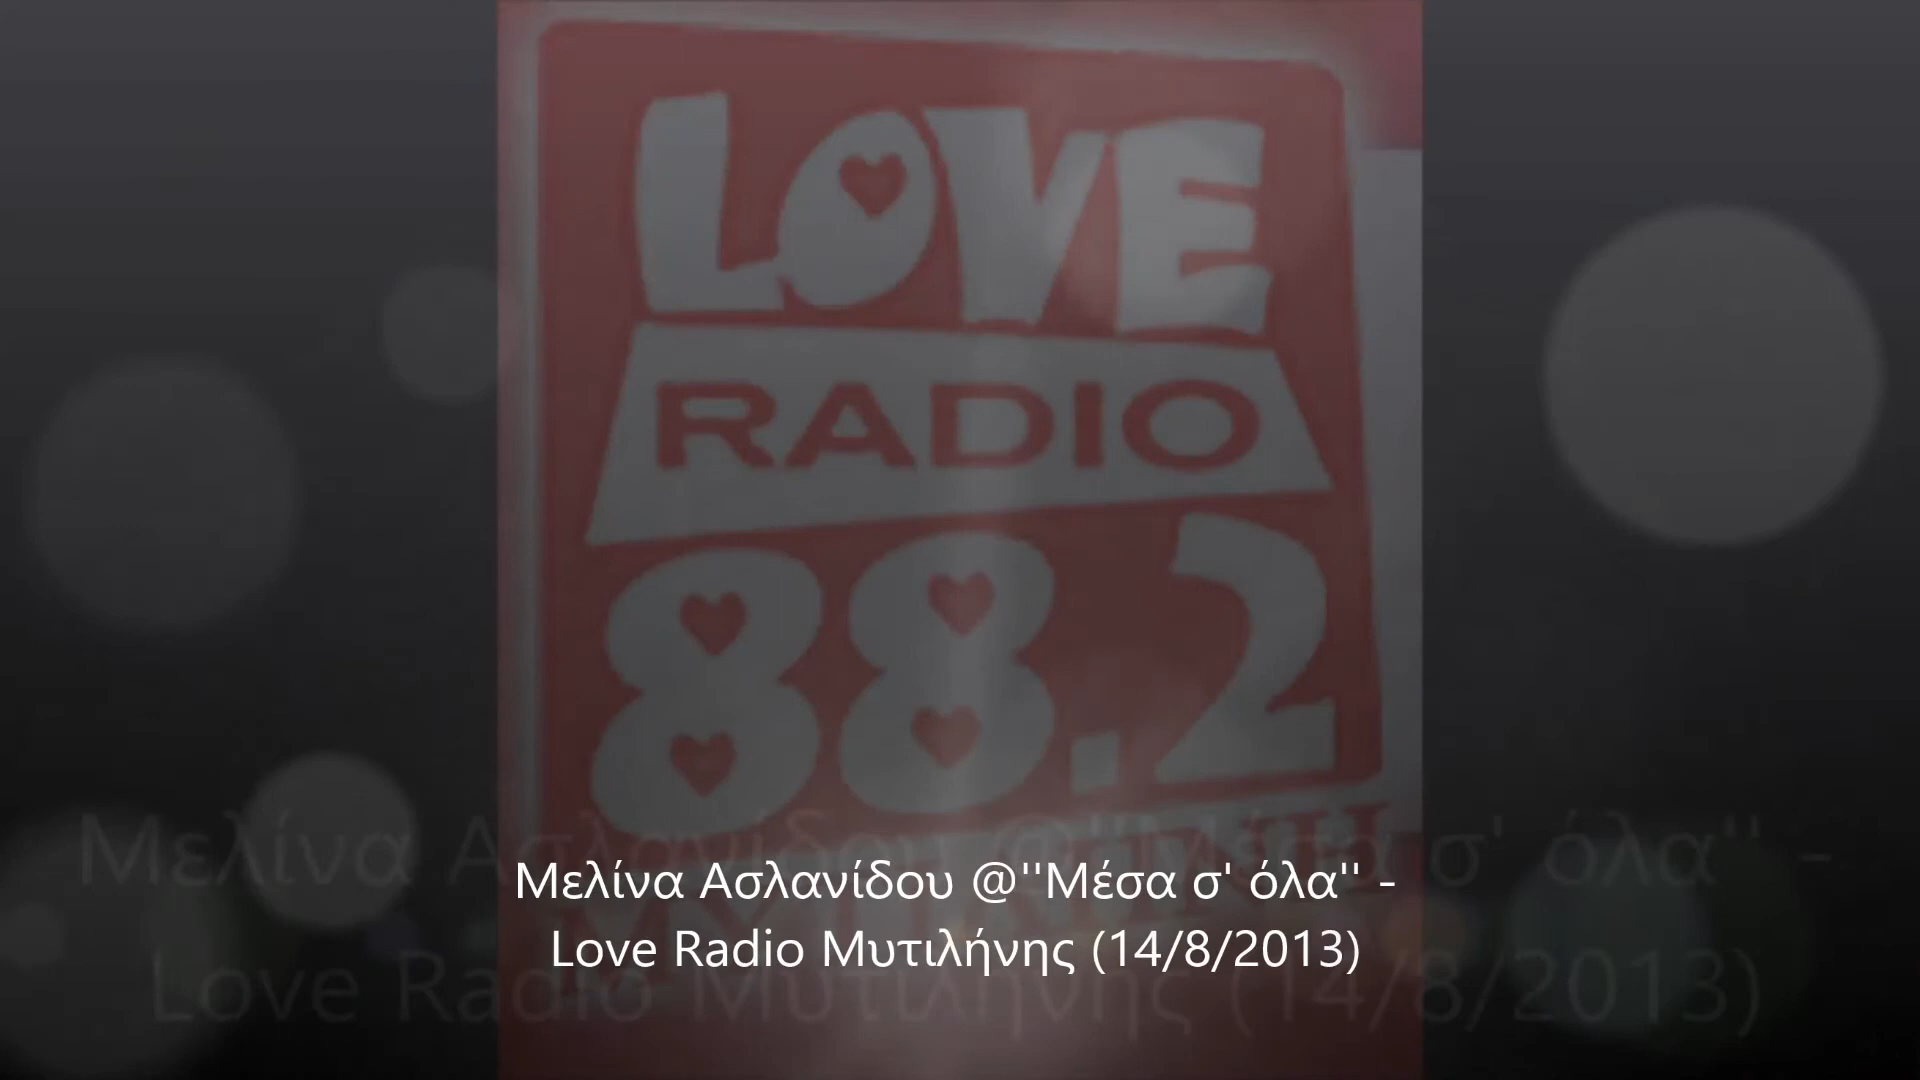 LOVE
RADIO
88.2
Μελίνα Ασλανίδου @''Μέσα σ' όλα'' -
Love Radio Μυτιλήνης (14/8/2013)